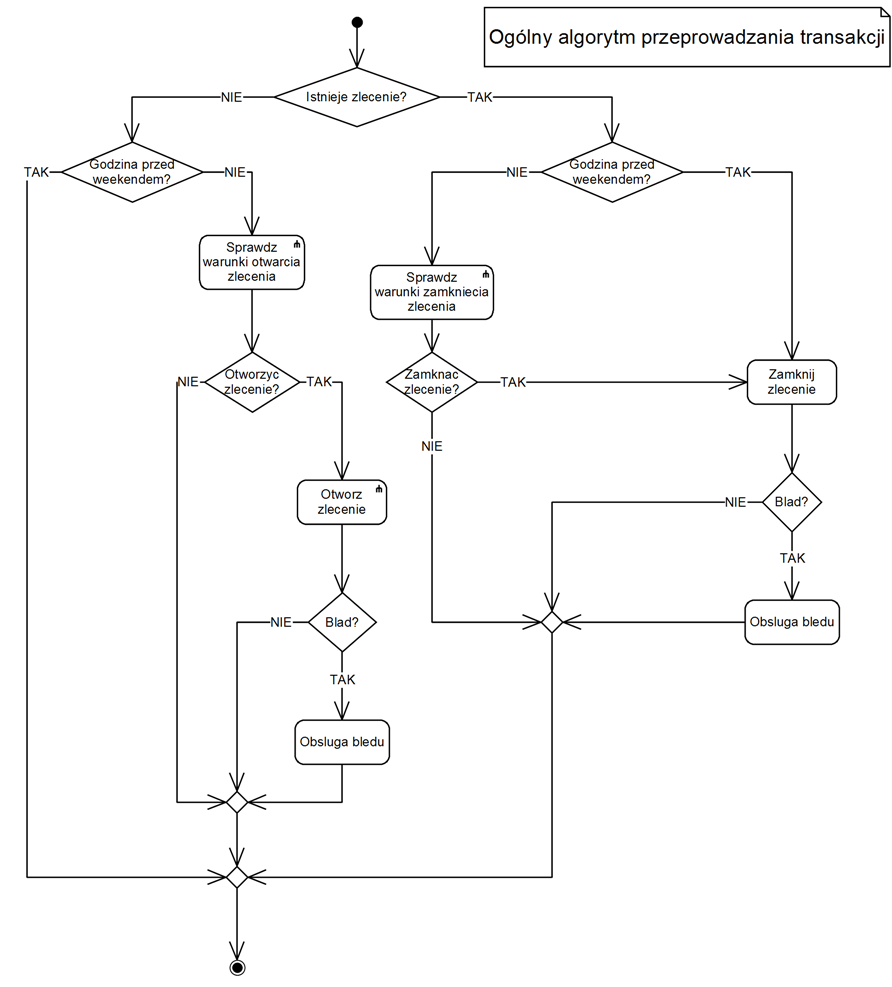 Ogólny algorytm przeprowadzania transakcji
Istnieje zlecenie?
NIE
TAK
Godzina przed
weekendem?
TAK
NIE
Godzina przed
weekendem?
NIE
TAK
Sprawdz
warunki otwarcia
zlecenia
Sprawdz
warunki zamkniecia
zlecenia
Otworzyc
zlecenie?
NIE
TAK
Zamknac
zlecenie?
TAK
NIE
Zamknij
zlecenie
Otworz
zlecenie
Blad?
NIE
TAK
Blad?
NIE
TAK
Obsluga bledu
Obsluga bledu